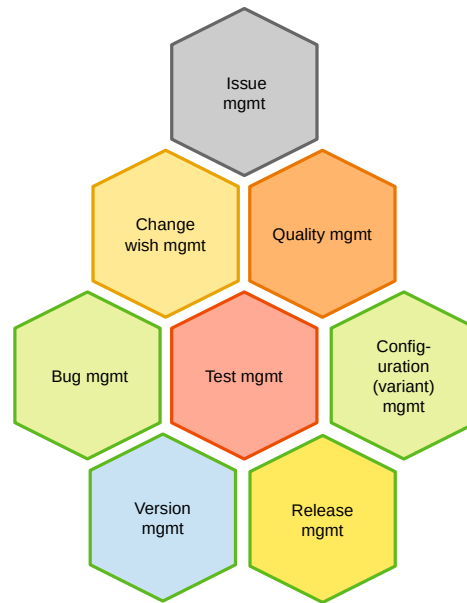 Issue
mgmt
Change
wish mgmt
Quality mgmt
Bug mgmt
Test mgmt
Config-
uration
(variant)
mgmt
Version
mgmt
Release
mgmt